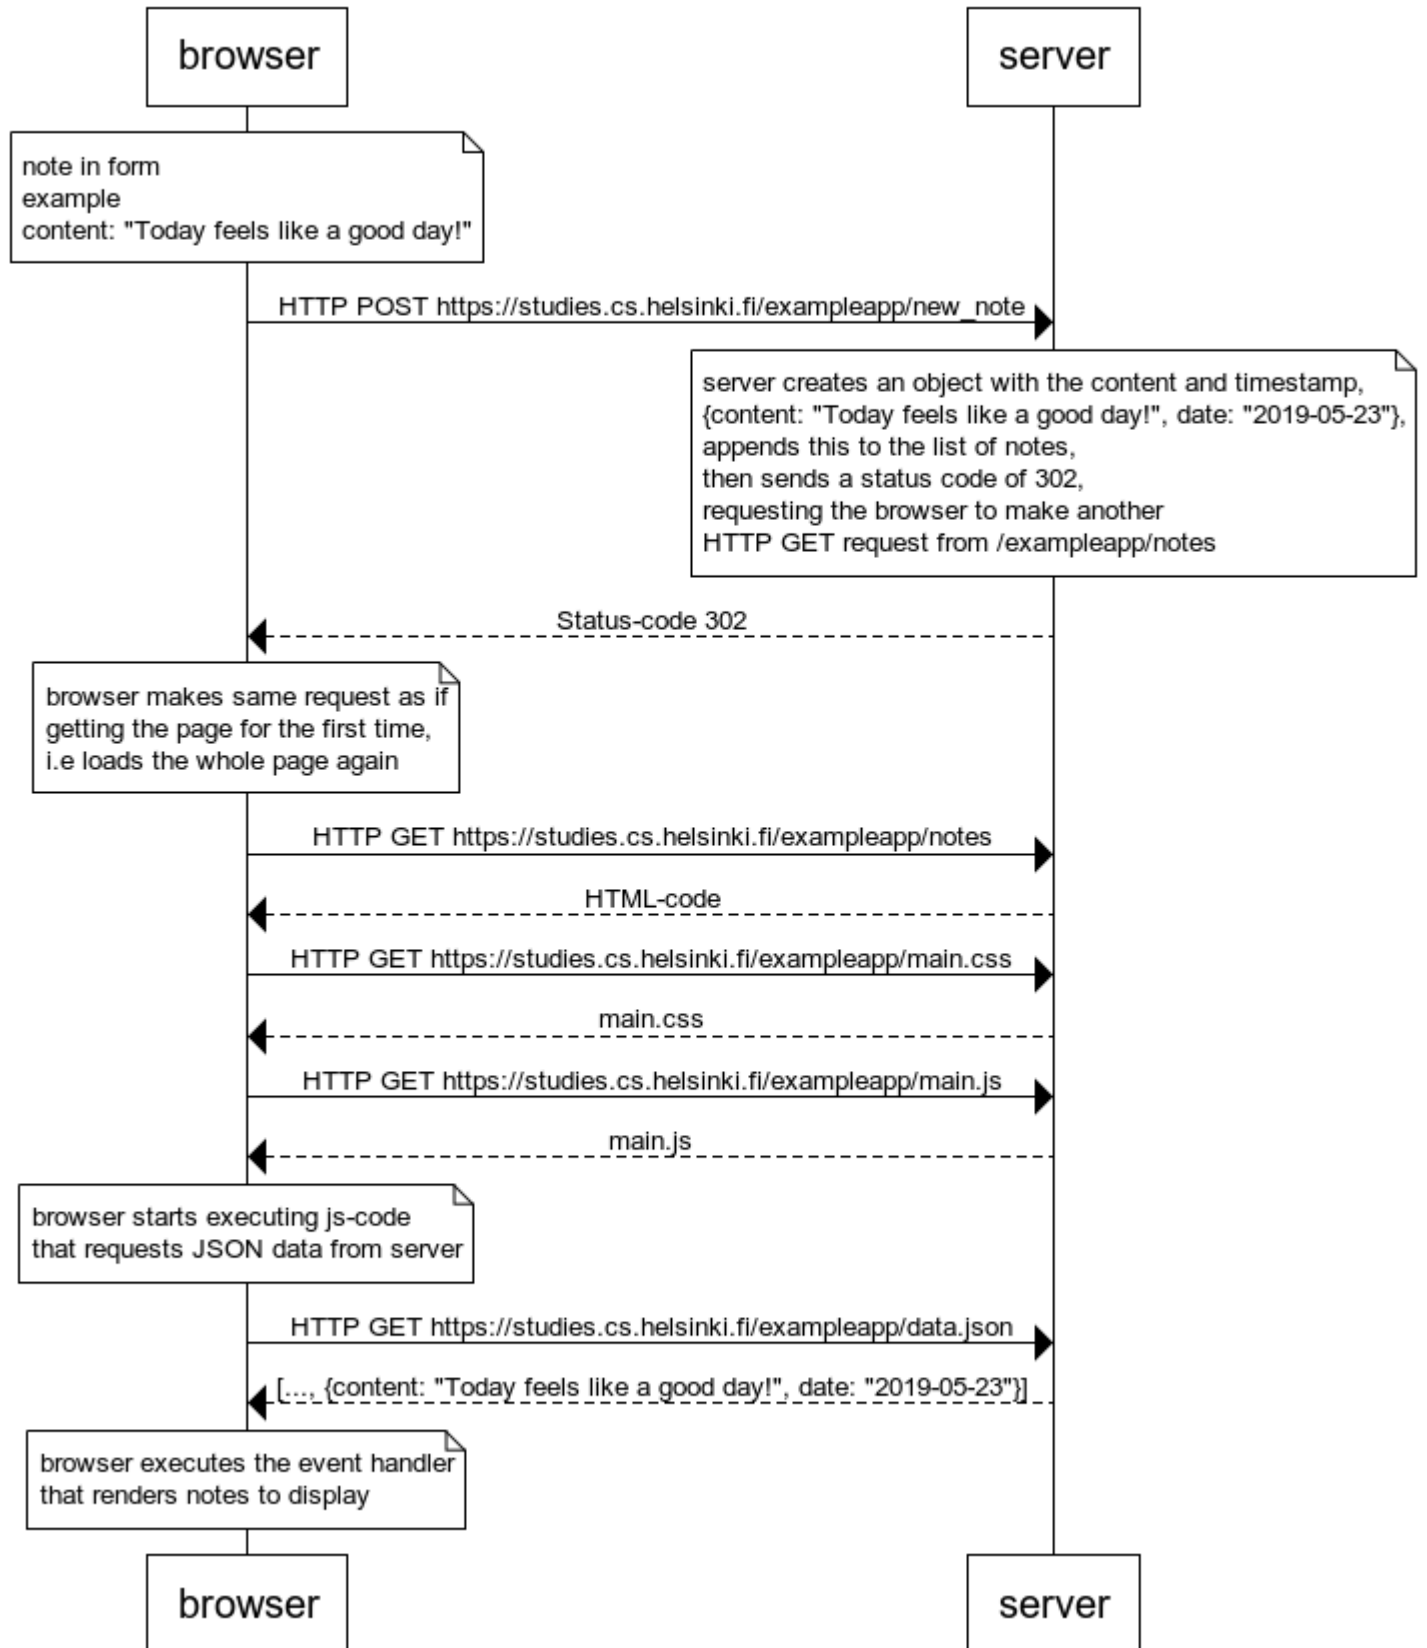 browser
server
note in form
example
content: "Today feels like a good day!"
HTTP POST https://studies.cs.helsinki.fi/exampleapp/new_note
server creates an object with the content and timestamp,
{content: "Today feels like a good day!", date: "2019-05-23"},
appends this to the list of notes,
then sends a status code of 302,
requesting the browser to make another
HTTP GET request from /exampleapp/notes
Status-code 302
browser makes same request as if
getting the page for the first time,
i.e loads the whole page again
HTTP GET https://studies.cs.helsinki.fi/exampleapp/notes
HTML-code
HTTP GET https://studies.cs.helsinki.fi/exampleapp/main.css
main.css
HTTP GET https://studies.cs.helsinki.fi/exampleapp/main.js
main.js
browser starts executing js-code
that requests JSON data from server
HTTP GET https://studies.cs.helsinki.fi/exampleapp/data.json
[..., {content: "Today feels like a good day!", date: "2019-05-23"}]
browser executes the event handler
that renders notes to display
browser
server